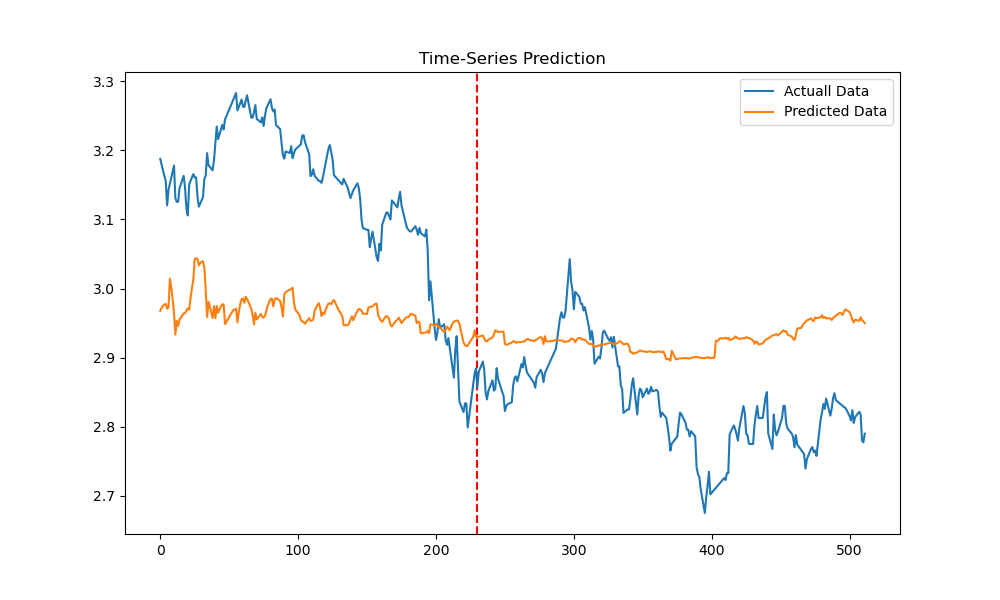 Time-Series Prediction
Actuall Data
Predicted Data
3.3
3.2
3.1
3.0
2.9
2.8
2.7
0 100 200 300 400 500